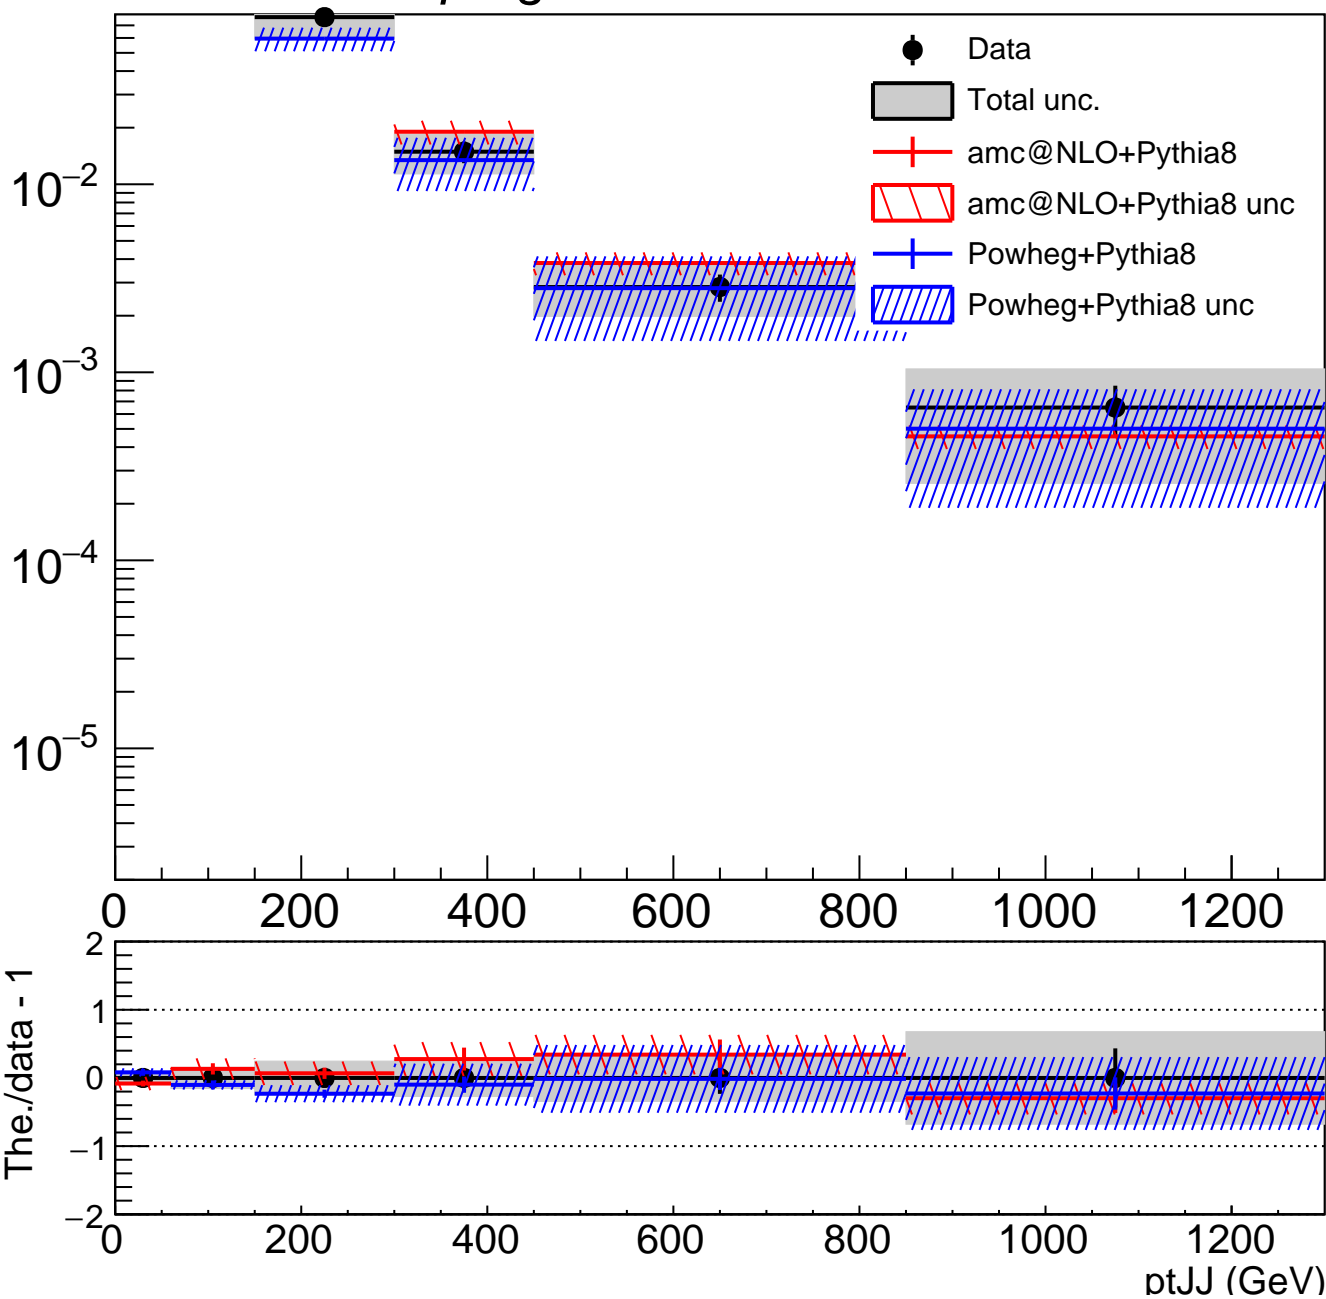 Data
Total unc.
amc@NLO+Pythia8
amc@NLO+Pythia8 unc
Powheg+Pythia8
Powheg+Pythia8 unc
10−2
10−3
10−4
10−5
0 200 400 600 800 1000 1200
The./data - 1
2
1
0
−1
−2
0 200 400 600 800 1000 1200
ptJJ (GeV)